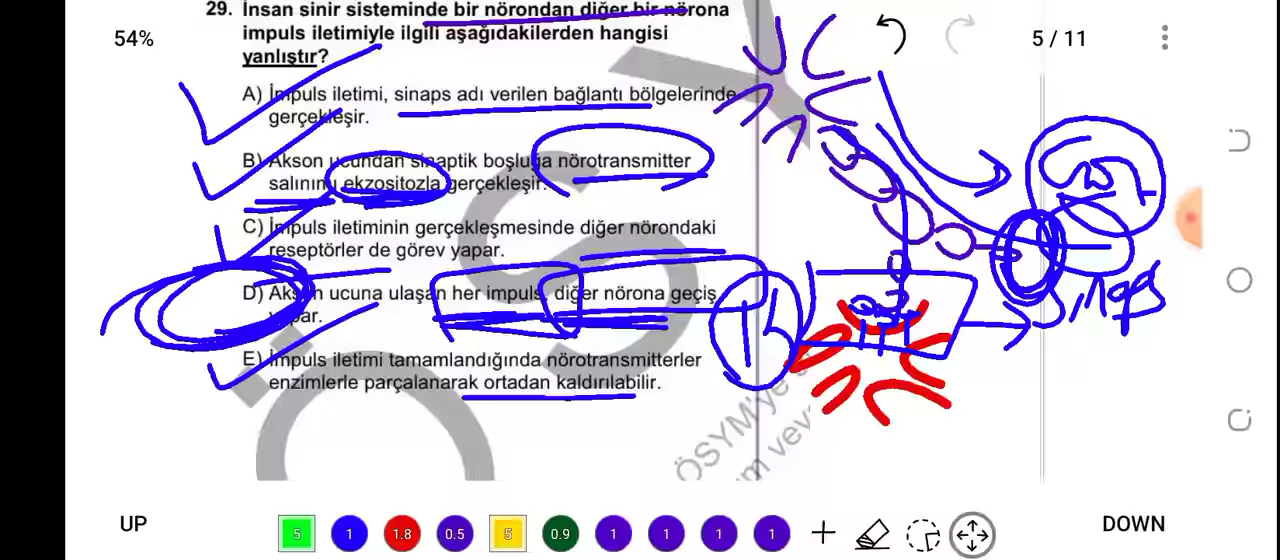 29. İnsan sinir sisteminde bir nörondan diğer bir nörona
impuls iletimiyle ilgili aşağıdakilerden hangisi
yanlıştır?
54%
5 / 11
A) İmpuls iletimi, sinaps adı verilen bağlantı bölgelerinde
gerçekleşir.
B) Akson ucundan sinaptik boşluğa nörotransmitter
salınımı ekzositozla gerçekleşir.
C) İmpuls iletiminin gerçekleşmesinde diğer nörondaki
reseptörler de görev yapar.
D) Akson ucuna ulaşan her impuls, diğer nörona geçiş
yapar.
E) İmpuls iletimi tamamlandığında nörotransmitterler
enzimlerle parçalanarak ortadan kaldırılabilir.
ÖSYM'ye
UP
5
1
1.8
0.5
5
0.9
1
1
1
1
DOWN